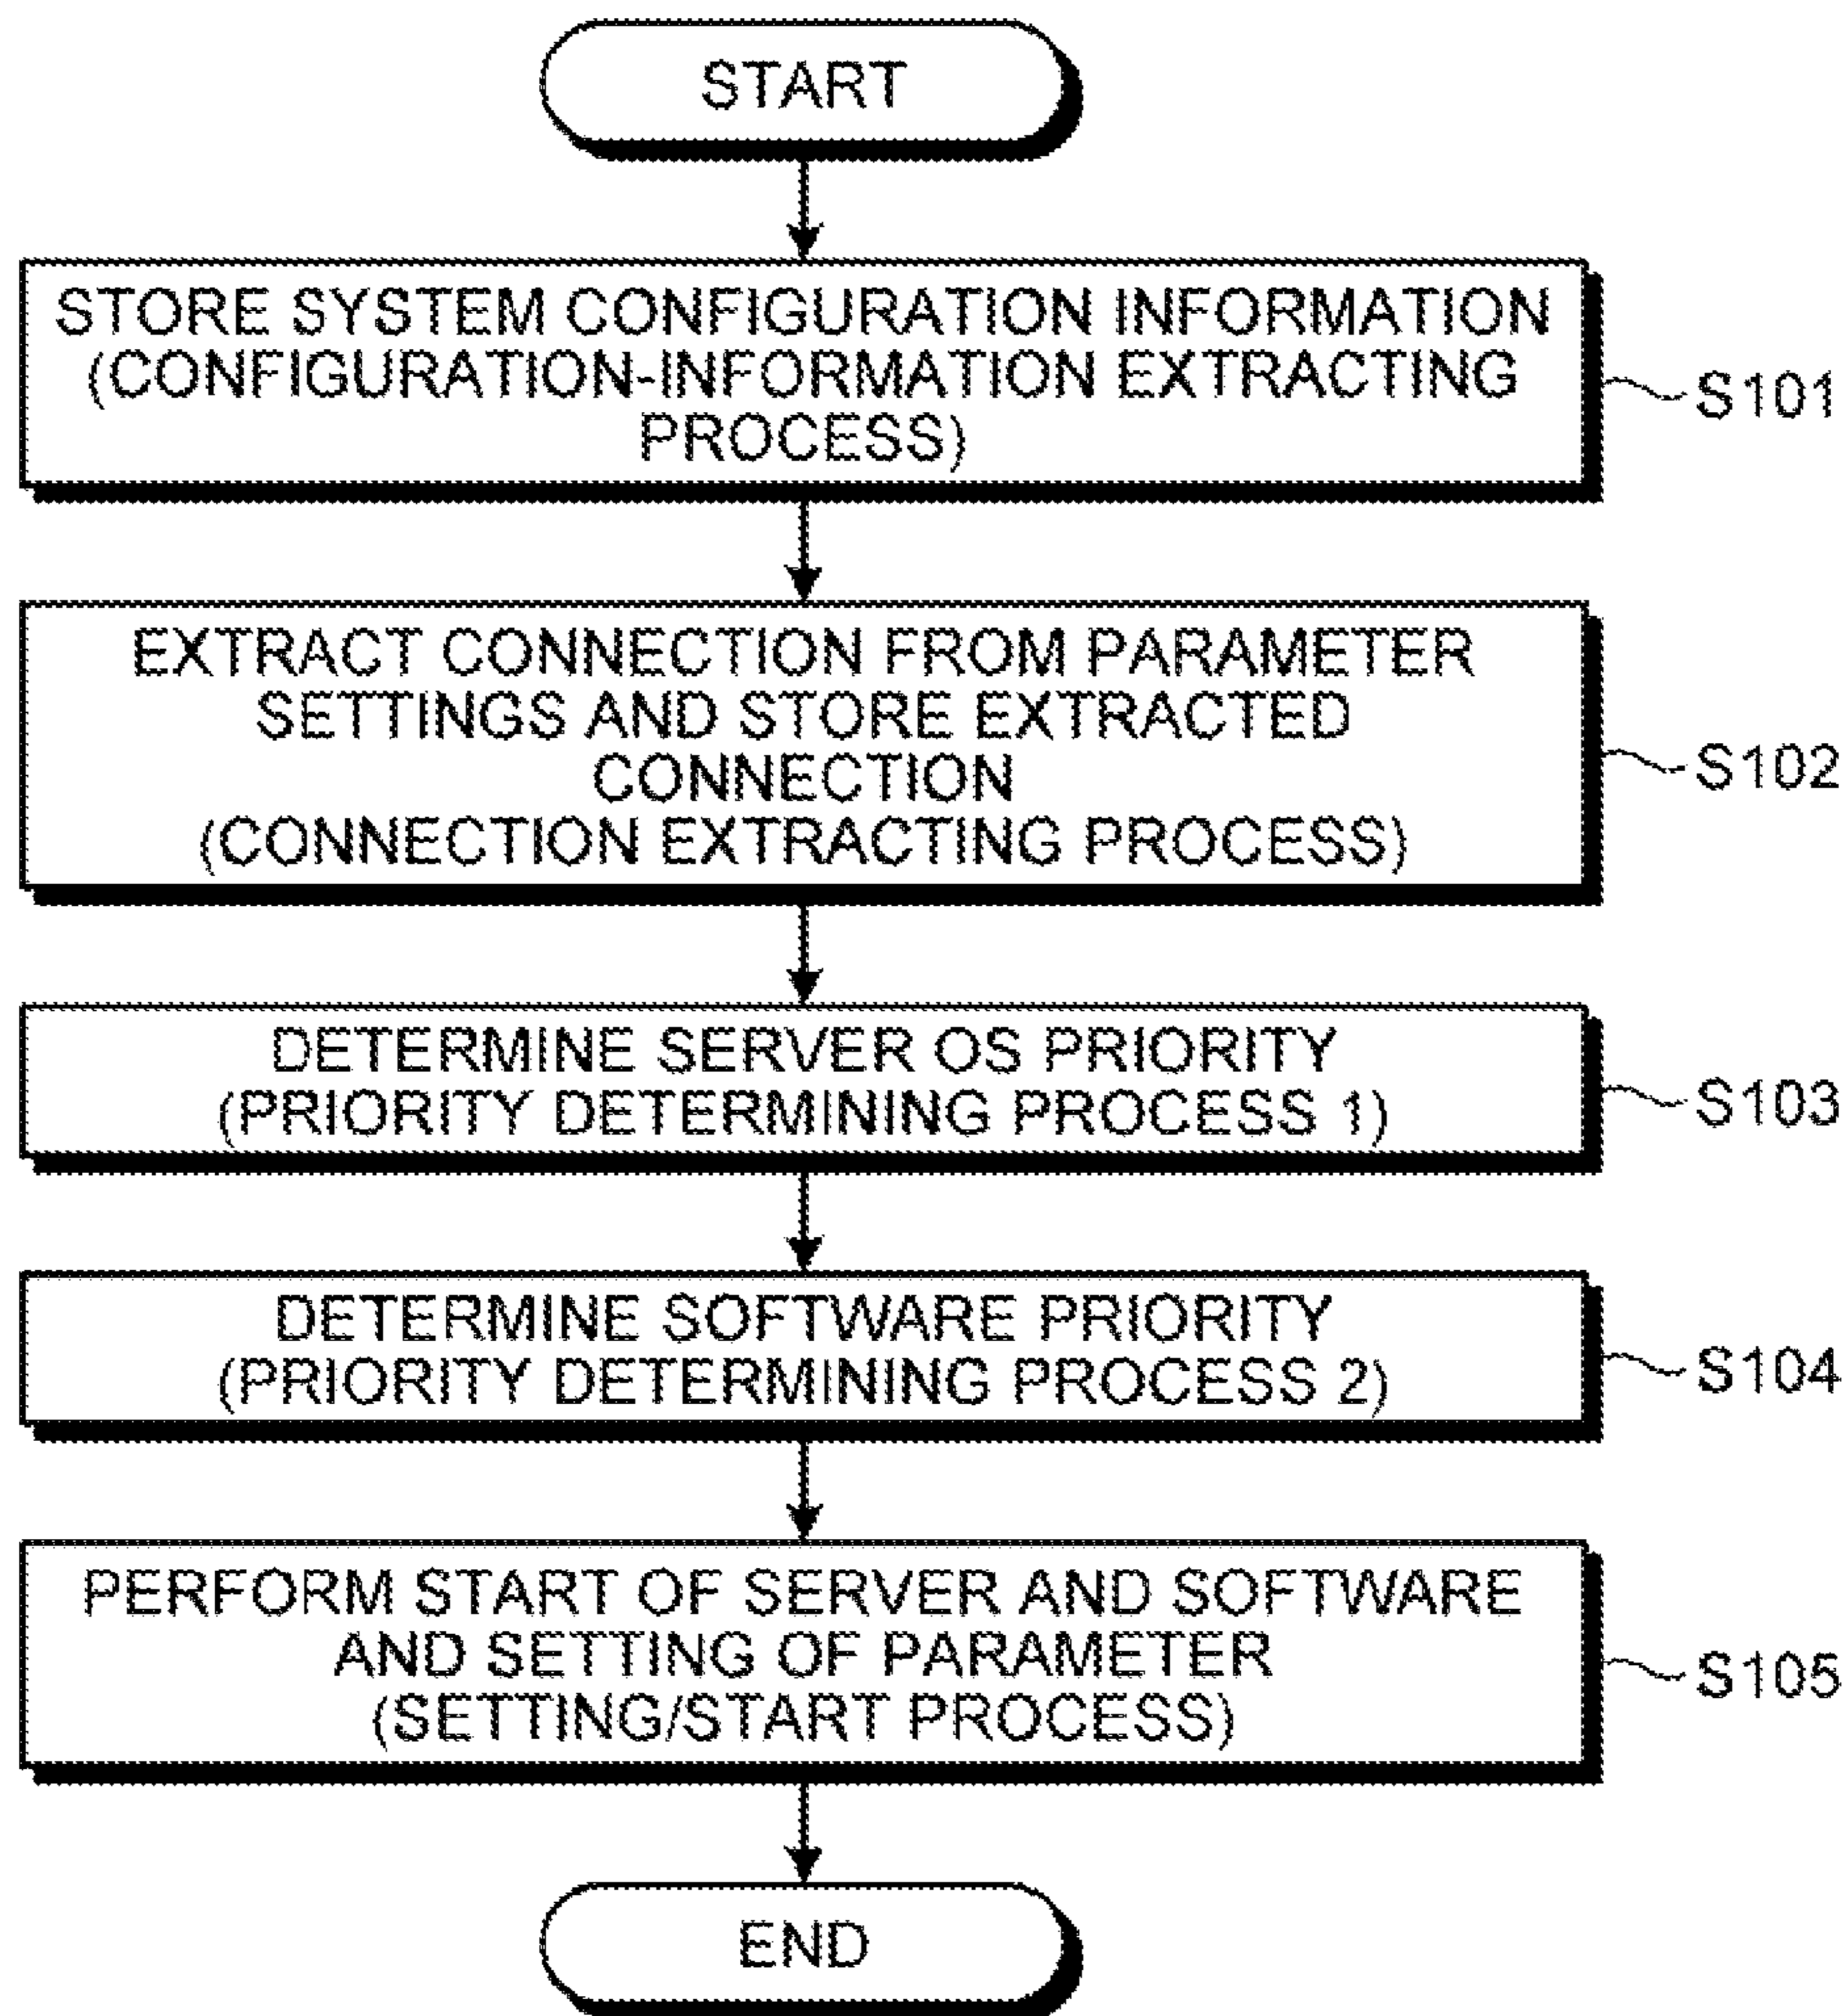 START
STORE SYSTEM CONFIGURATION INFORMATION
(CONFIGURATION-INFORMATION EXTRACTING
PROCESS)
S101
EXTRACT CONNECTION FROM PARAMETER
SETTINGS AND STORE EXTRACTED
CONNECTION
(CONNECTION EXTRACTING PROCESS)
S102
DETERMINE SERVER OS PRIORITY
(PRIORITY DETERMINING PROCESS 1)
S103
DETERMINE SOFTWARE PRIORITY
(PRIORITY DETERMINING PROCESS 2)
S104
PERFORM START OF SERVER AND SOFTWARE
AND SETTING OF PARAMETER
(SETTING/START PROCESS)
S105
END